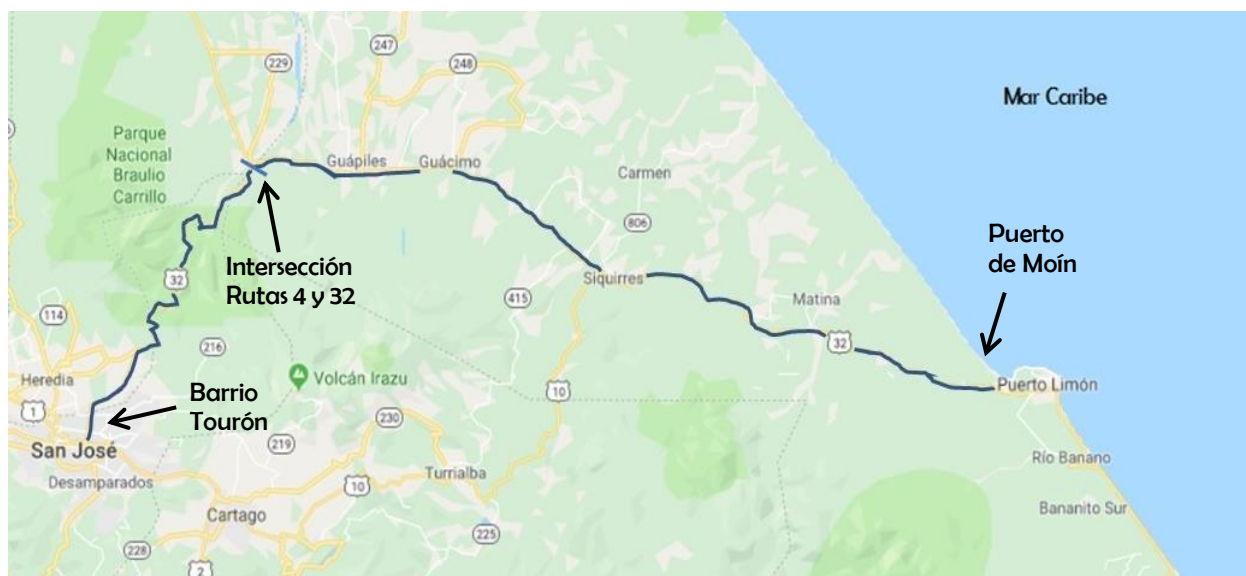 247
229
248
Mar Caribe
Parque
Nacional
Braulio
Carrillo
Guápiles
Guácimo
Carmen
806
Puerto
de Moín
Intersección
Rutas 4 y 32
32
Siquirres
415
Matina
114
216
32
Heredia
Volcán Irazu
Puerto Limón
10
1
Barrio
Tourón
230
San José
219
Turrialba
Río Banano
Desamparados
10
Cartago
Bananito Sur
225
228
2